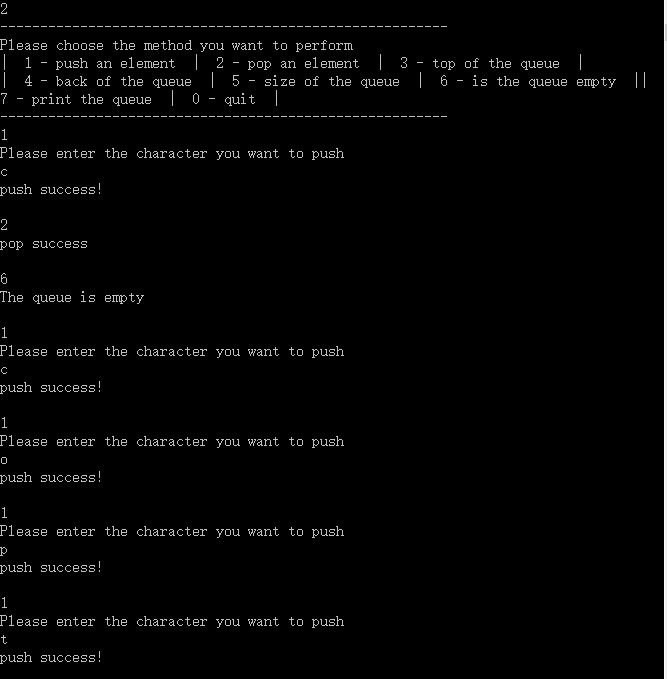 2
--------------------------------------------------------
Please choose the method you want to perform
|  1 - push an element  |  2 - pop an element  |  3 - top of the queue  |
|  4 - back of the queue  |  5 - size of the queue  |  6 - is the queue empty  ||
7 - print the queue  |  0 - quit  |
--------------------------------------------------------
1
Please enter the character you want to push
c
push success!
2
pop success
6
The queue is empty
1
Please enter the character you want to push
c
push success!
1
Please enter the character you want to push
o
push success!
1
Please enter the character you want to push
p
push success!
1
Please enter the character you want to push
t
push success!